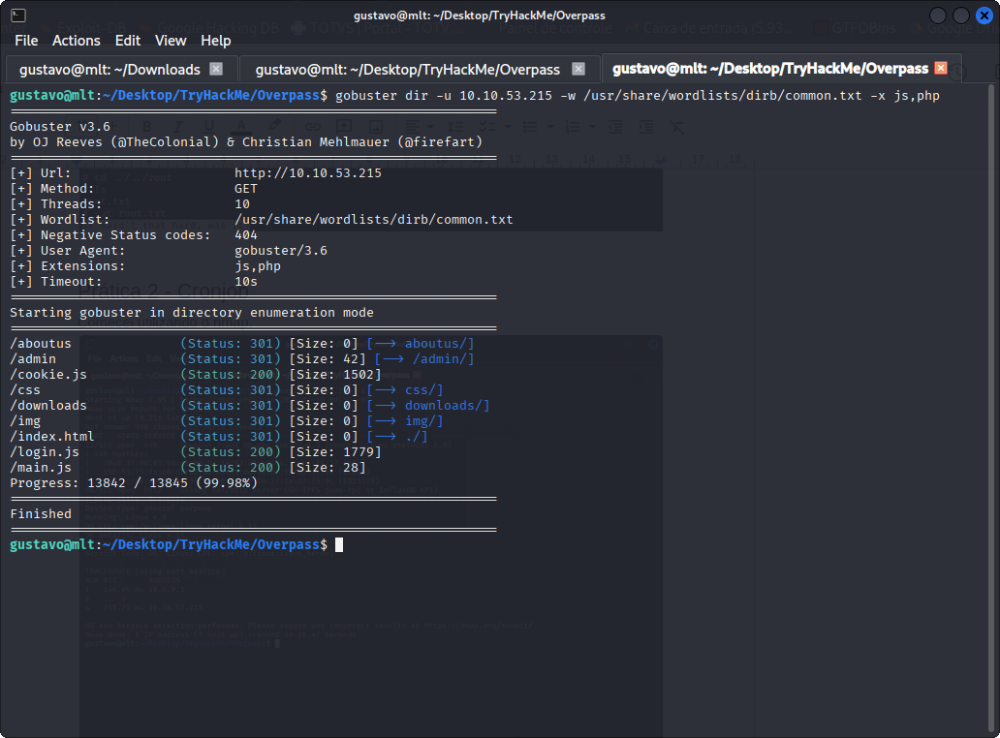 gustavo@mlt: ~/Desktop/TryHackMe/Overpass
File Actions Edit View Help
gustavo@mlt: ~/Downloads gustavo@mlt: ~/Desktop/TryHackMe/Overpass gustavo@mlt: ~/Desktop/TryHackMe/Overpass
gustavo@mlt:~/Desktop/TryHackMe/Overpass$ gobuster dir -u 10.10.53.215 -w /usr/share/wordlists/dirb/common.txt -x js,php
===============================================================
Gobuster v3.6
by OJ Reeves (@TheColonial) & Christian Mehlmauer (@firefart)
===============================================================
[+] Url: http://10.10.53.215
[+] Method: GET
[+] Threads: 10
[+] Wordlist: /usr/share/wordlists/dirb/common.txt
[+] Negative Status codes: 404
[+] User Agent: gobuster/3.6
[+] Extensions: js,php
[+] Timeout: 10s
===============================================================
Starting gobuster in directory enumeration mode
===============================================================
/aboutus (Status: 301) [Size: 0] [--> aboutus/]
/admin (Status: 301) [Size: 42] [--> /admin/]
/cookie.js (Status: 200) [Size: 1502]
/css (Status: 301) [Size: 0] [--> css/]
/downloads (Status: 301) [Size: 0] [--> downloads/]
/img (Status: 301) [Size: 0] [--> img/]
/index.html (Status: 301) [Size: 0] [--> ./]
/login.js (Status: 200) [Size: 1779]
/main.js (Status: 200) [Size: 28]
Progress: 13842 / 13845 (99.98%)
===============================================================
Finished
===============================================================
gustavo@mlt:~/Desktop/TryHackMe/Overpass$